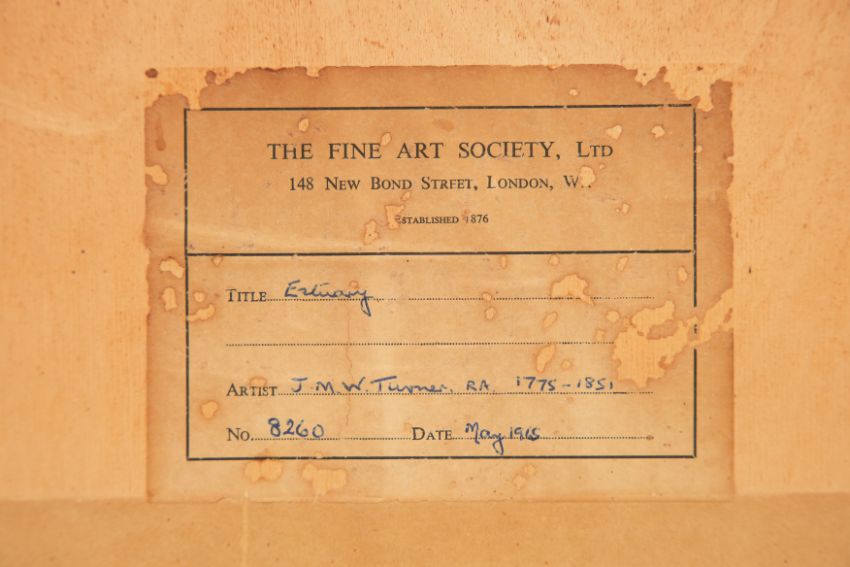 THE FINE ART SOCIETY, LTD
148 NEW BOND STREET, LONDON, W..
ESTABLISHED 1876
TITLE Estuary
ARTIST J. M. W. Turner, RA 1775-1851
No. 8260 DATE May